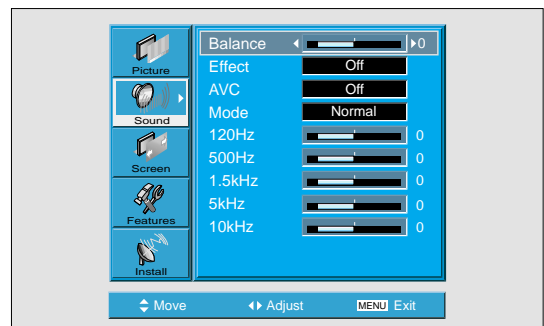 Picture
Sound
Screen
Features
Install
Balance 0
Effect Off
AVC Off
Mode Normal
120Hz 0
500Hz 0
1.5kHz 0
5kHz 0
10kHz 0
Move Adjust MENU Exit